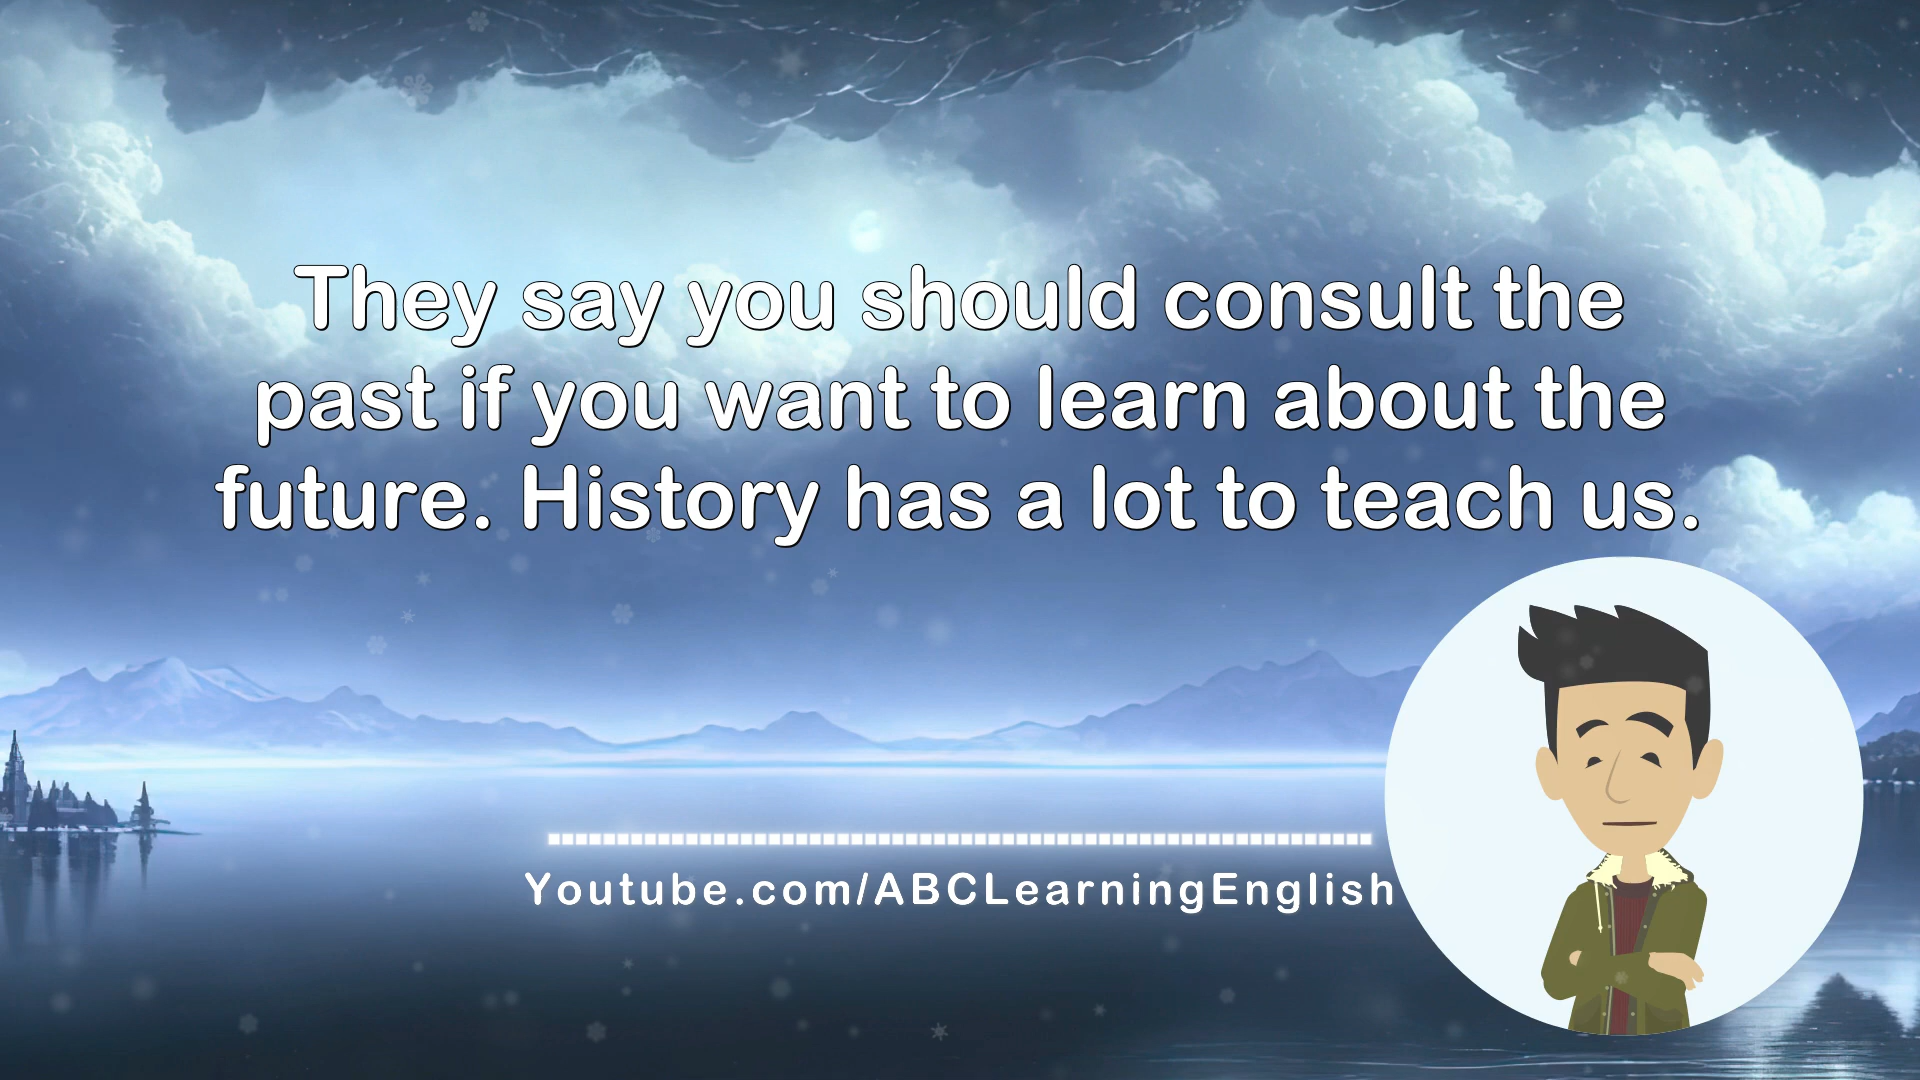 They say you should consult the
past if you want to learn about the
future. History has a lot to teach us.
Youtube.com/ABCLearningEnglish